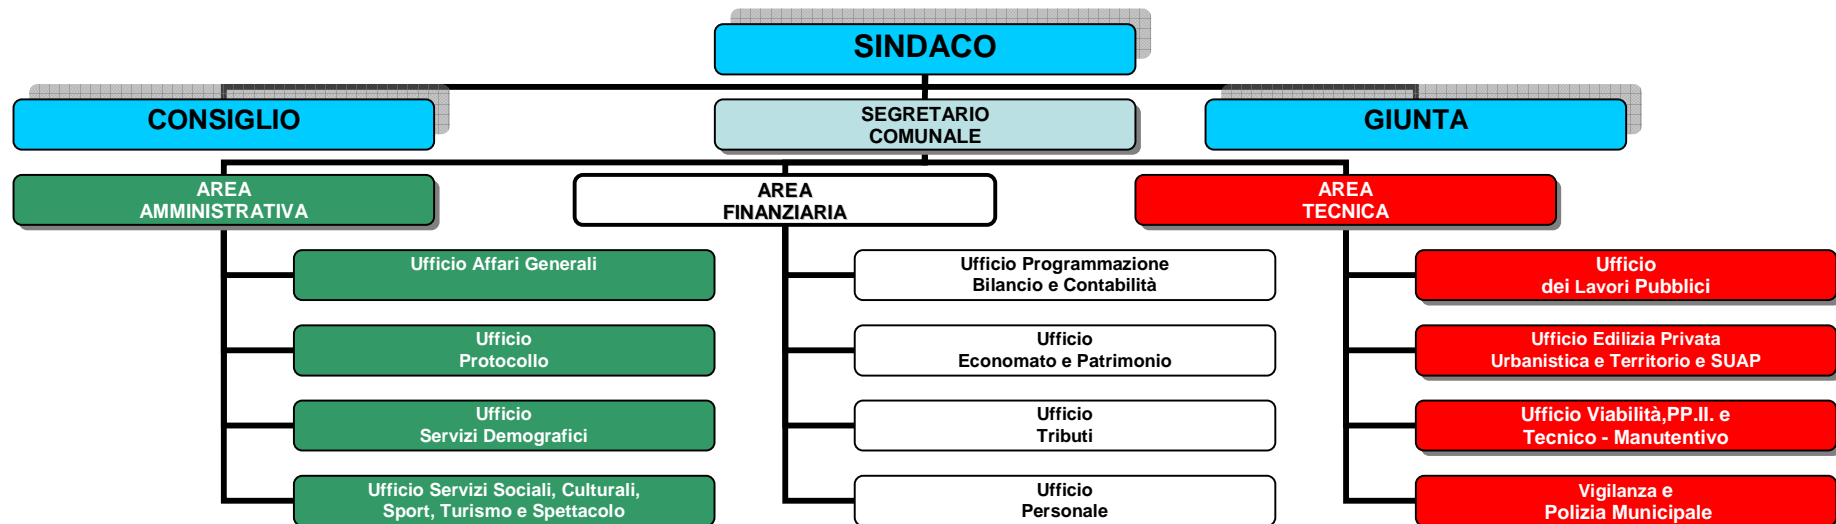 SINDACO
CONSIGLIO
SEGRETARIO
COMUNALE
GIUNTA
AREA
AMMINISTRATIVA
AREA
FINANZIARIA
AREA
TECNICA
Ufficio Affari Generali
Ufficio Programmazione
Bilancio e Contabilità
Ufficio
dei Lavori Pubblici
Ufficio
Protocollo
Ufficio
Economato e Patrimonio
Ufficio Edilizia Privata
Urbanistica e Territorio e SUAP
Ufficio
Servizi Demografici
Ufficio
Tributi
Ufficio Viabilità,PP.II. e
Tecnico - Manutentivo
Ufficio Servizi Sociali, Culturali,
Sport, Turismo e Spettacolo
Ufficio
Personale
Vigilanza e
Polizia Municipale